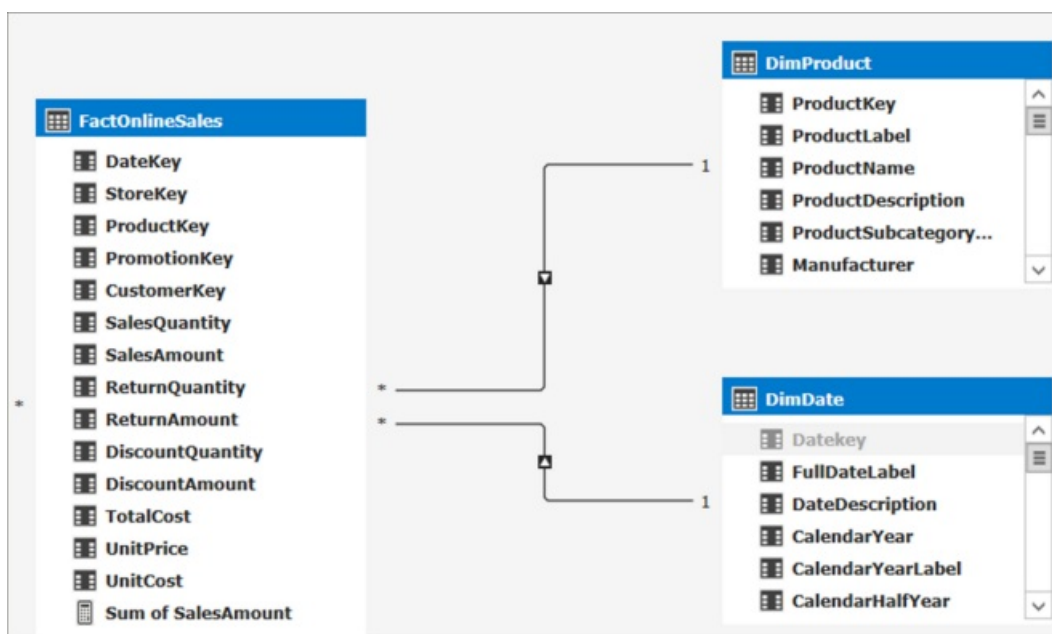 FactOnlineSales
DateKey
StoreKey
ProductKey
PromotionKey
CustomerKey
SalesQuantity
SalesAmount
ReturnQuantity
ReturnAmount
DiscountQuantity
DiscountAmount
TotalCost
UnitPrice
UnitCost
Sum of SalesAmount
*
*
*
1
1
DimProduct
ProductKey
ProductLabel
ProductName
ProductDescription
ProductSubcategory...
Manufacturer
DimDate
Datekey
FullDateLabel
DateDescription
CalendarYear
CalendarYearLabel
CalendarHalfYear